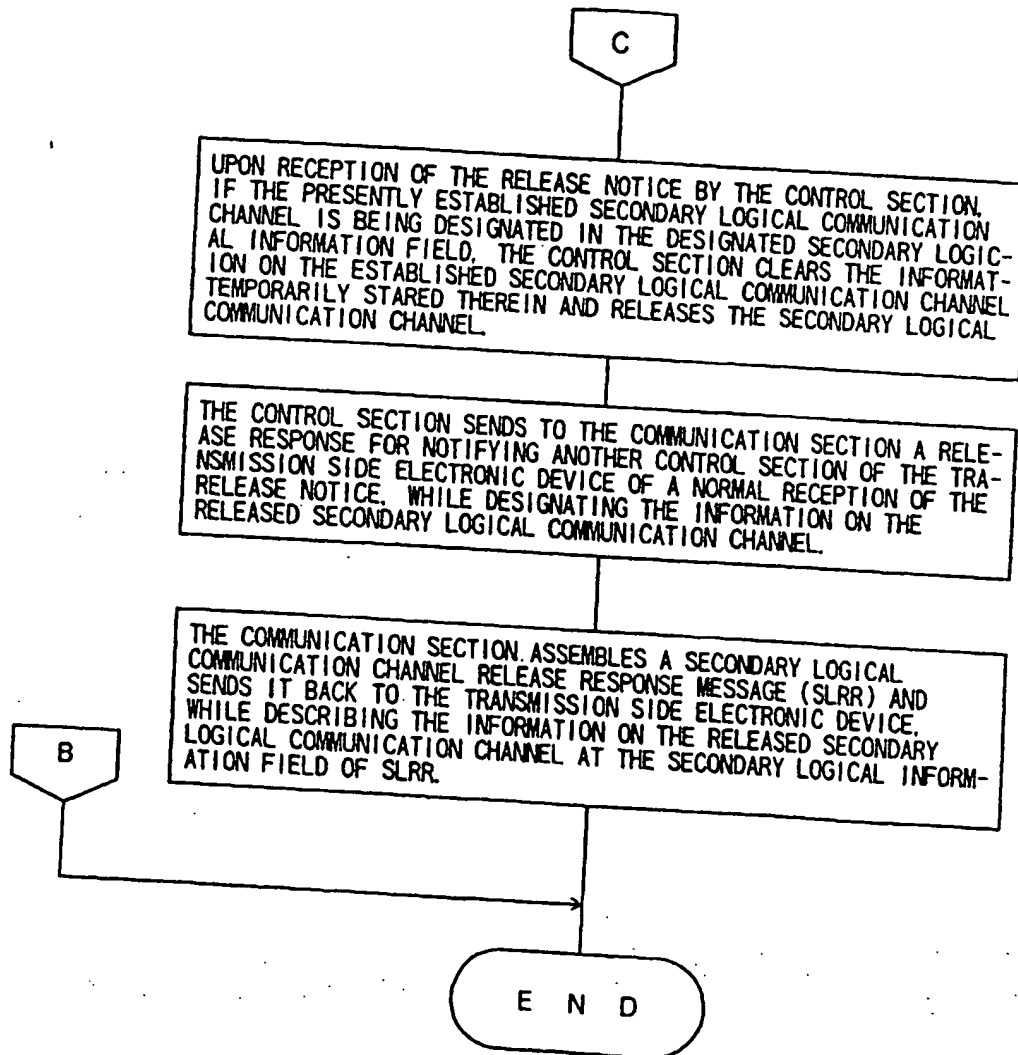 C
UPON RECEPTION OF THE RELEASE NOTICE BY THE CONTROL SECTION,
IF THE PRESENTLY ESTABLISHED SECONDARY LOGICAL COMMUNICATION
CHANNEL IS BEING DESIGNATED IN THE DESIGNATED SECONDARY LOGIC-
AL INFORMATION FIELD, THE CONTROL SECTION CLEARS THE INFORMAT-
ION ON THE ESTABLISHED SECONDARY LOGICAL COMMUNICATION CHANNEL
TEMPORARILY STARED THEREIN AND RELEASES THE SECONDARY LOGICAL
COMMUNICATION CHANNEL.
THE CONTROL SECTION SENDS TO THE COMMUNICATION SECTION A RELE-
ASE RESPONSE FOR NOTIFYING ANOTHER CONTROL SECTION OF THE TRA-
NSMISSION SIDE ELECTRONIC DEVICE OF A NORMAL RECEPTION OF THE
RELEASE NOTICE, WHILE DESIGNATING THE INFORMATION ON THE
RELEASED SECONDARY LOGICAL COMMUNICATION CHANNEL.
THE COMMUNICATION SECTION ASSEMBLES A SECONDARY LOGICAL
COMMUNICATION CHANNEL RELEASE RESPONSE MESSAGE (SLRR) AND
SENDS IT BACK TO THE TRANSMISSION SIDE ELECTRONIC DEVICE,
WHILE DESCRIBING THE INFORMATION ON THE RELEASED SECONDARY
LOGICAL COMMUNICATION CHANNEL AT THE SECONDARY LOGICAL INFORM-
ATION FIELD OF SLRR.
B
END